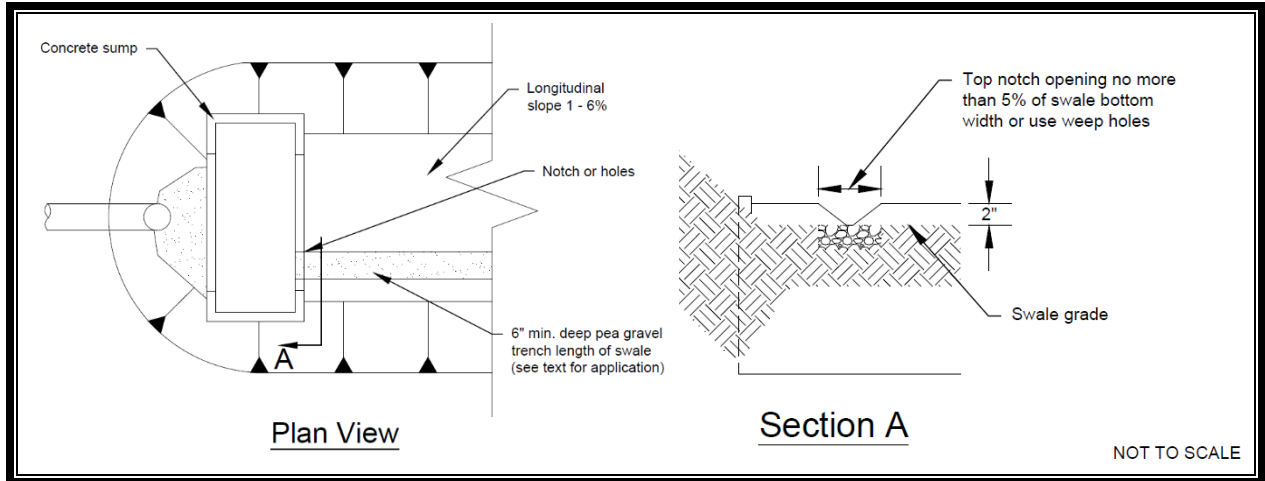 Concrete sump
Longitudinal
slope 1 - 6%
Notch or holes
6" min. deep pea gravel
trench length of swale
(see text for application)
A
Plan View
Top notch opening no more
than 5% of swale bottom
width or use weep holes
2"
Swale grade
Section A
NOT TO SCALE